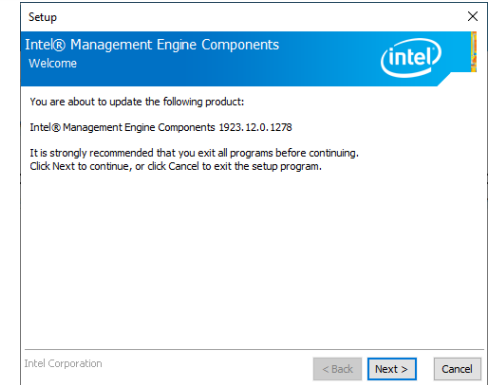 Setup
Intel® Management Engine Components
Welcome
intel
You are about to update the following product:
Intel® Management Engine Components 1923.12.0.1278
It is strongly recommended that you exit all programs before continuing.
Click Next to continue, or click Cancel to exit the setup program.
Intel Corporation
< Back
Next >
Cancel